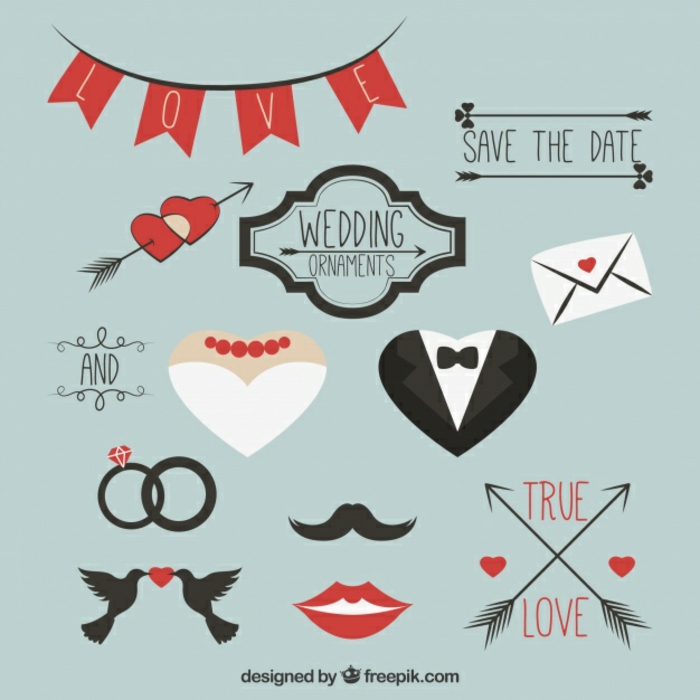 LOVE
SAVE THE DATE
WEDDING
ORNAMENTS
AND
TRUE
LOVE
designed by freepik.com